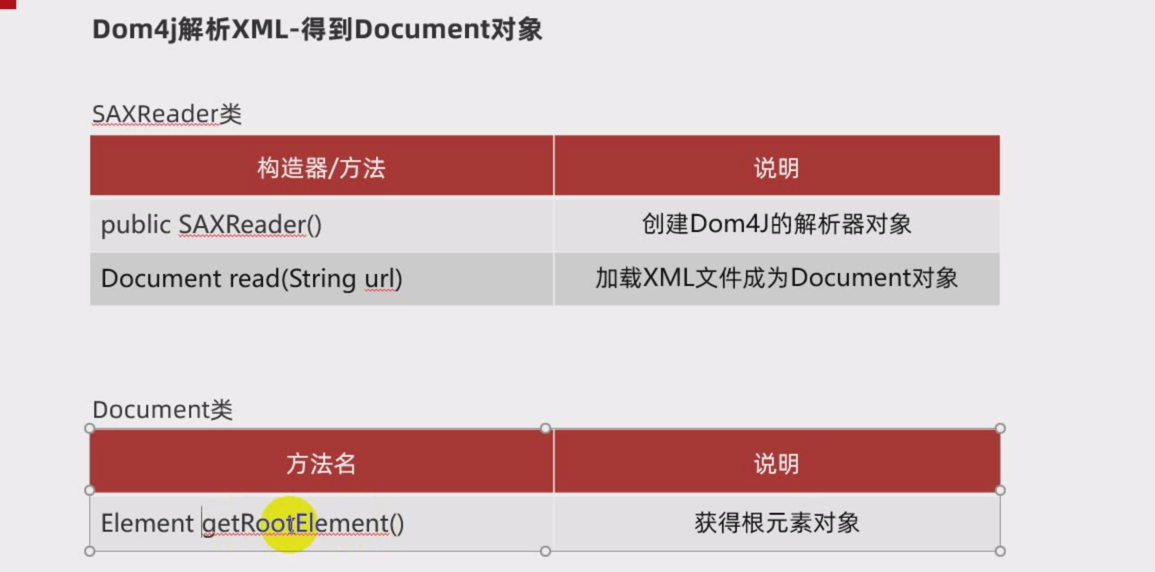 Dom4j解析XML-得到Document对象
SAXReader类
构造器/方法 说明
public SAXReader() 创建Dom4J的解析器对象
Document read(String url) 加载XML文件成为Document对象
Document类
方法名 说明
Element getRootElement() 获得根元素对象